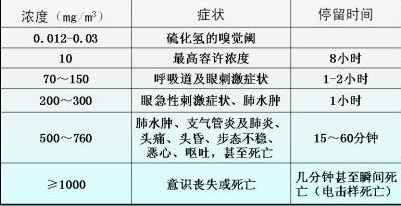 浓度（mg/m³） 症状 停留时间
0.012-0.03 硫化氢的嗅觉阈
10 最高容许浓度 8小时
70～150 呼吸道及眼刺激症状 1-2小时
200～300 眼急性刺激症状、肺水肿 1小时
500～760 肺水肿、支气管炎及肺炎、
头痛、头昏、步态不稳、
恶心、呕吐，甚至死亡 15～60分钟
≥1000 意识丧失或死亡 几分钟甚至瞬间死
亡（电击样死亡）